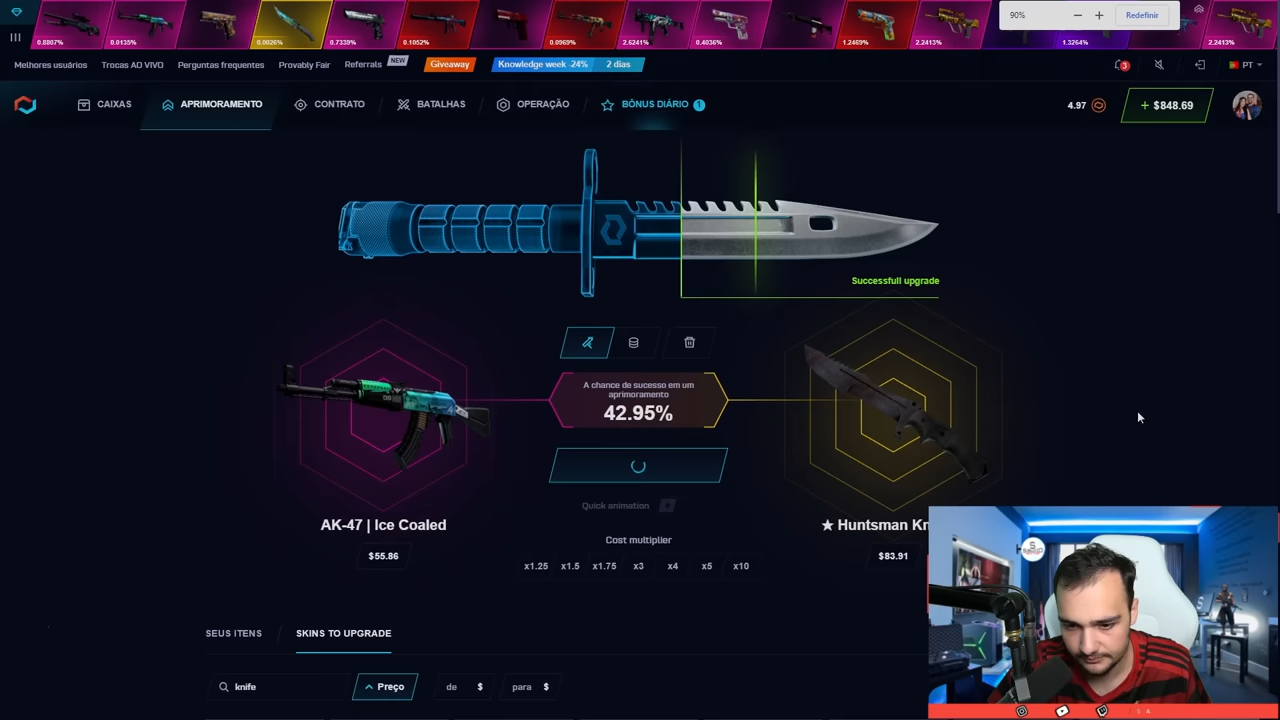 0.8807%
0.0135%
0.0026%
0.7339%
0.1052%
0.0969%
2.6241%
0.4036%
1.2469%
2.2413%
1.3264%
2.2413%
90%
Redefinir
Melhores usuários
Trocas AO VIVO
Perguntas frequentes
Provably Fair
Referrals
NEW
Giveaway
Knowledge week -24%
2 dias
3
PT
CAIXAS
APRIMORAMENTO
CONTRATO
BATALHAS
OPERAÇÃO
BÔNUS DIÁRIO
1
4.97
+ $848.69
Successfull upgrade
A chance de sucesso em um
aprimoramento
42.95%
Quick animation
AK-47 | Ice Coaled
$55.86
★ Huntsman Kn
$83.91
Cost multiplier
x1.25
x1.5
x1.75
x3
x4
x5
x10
SEUS ITENS
SKINS TO UPGRADE
knife
Preço
de
$
para
$